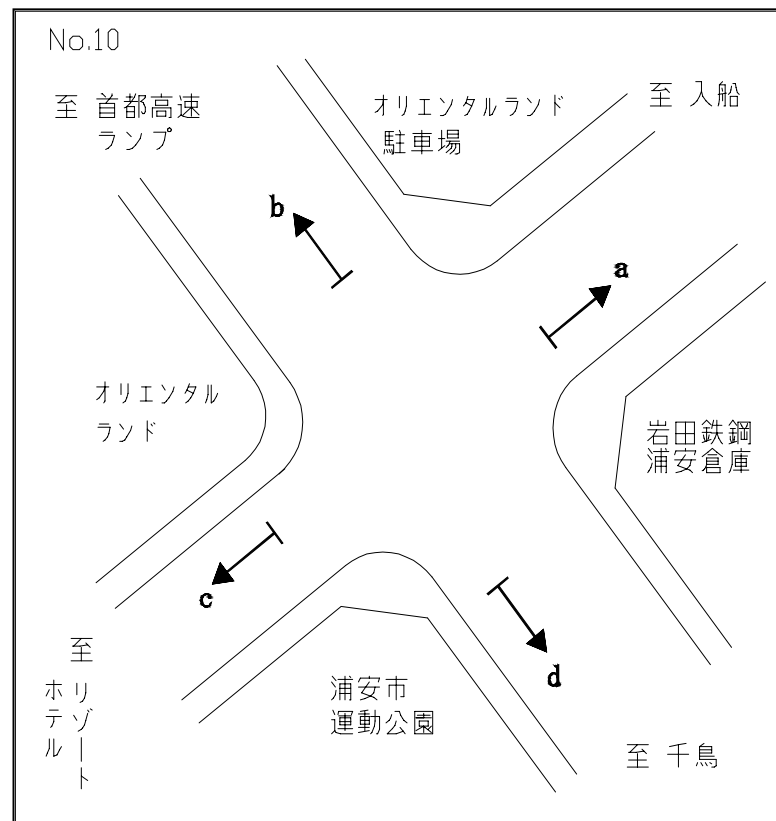 No.10
至 首都高速
ランプ
オリエンタルランド
駐車場
至 入船
b
a
オリエンタル
ランド
岩田鉄鋼
浦安倉庫
c
d
至
リゾート
ホテル
浦安市
運動公園
至 千鳥